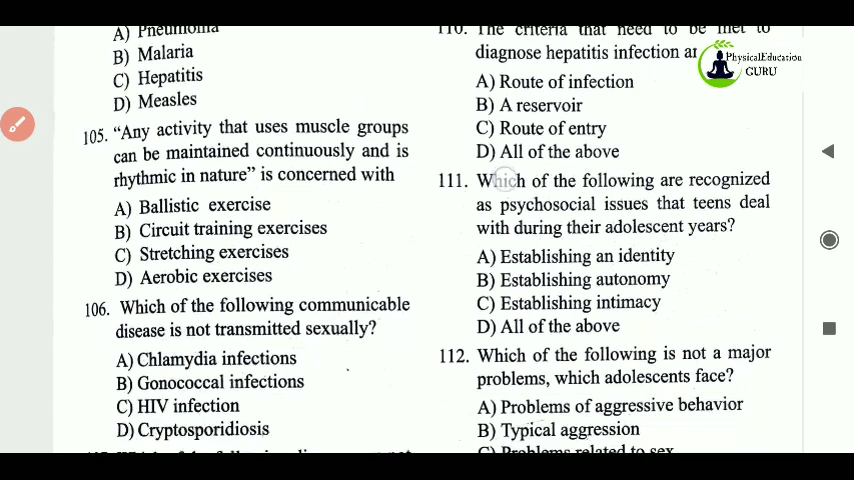 A) Pneumonia
B) Malaria
C) Hepatitis
D) Measles
105. “Any activity that uses muscle groups
can be maintained continuously and is
rhythmic in nature” is concerned with
A) Ballistic exercise
B) Circuit training exercises
C) Stretching exercises
D) Aerobic exercises
106. Which of the following communicable
disease is not transmitted sexually?
A) Chlamydia infections
B) Gonococcal infections
C) HIV infection
D) Cryptosporidiosis
110. The criteria that need to be met to
diagnose hepatitis infection ar
A) Route of infection
B) A reservoir
C) Route of entry
D) All of the above
111. Which of the following are recognized
as psychosocial issues that teens deal
with during their adolescent years?
A) Establishing an identity
B) Establishing autonomy
C) Establishing intimacy
D) All of the above
112. Which of the following is not a major
problems, which adolescents face?
A) Problems of aggressive behavior
B) Typical aggression
C) Problems related to sex
PhysicalEducation
GURU